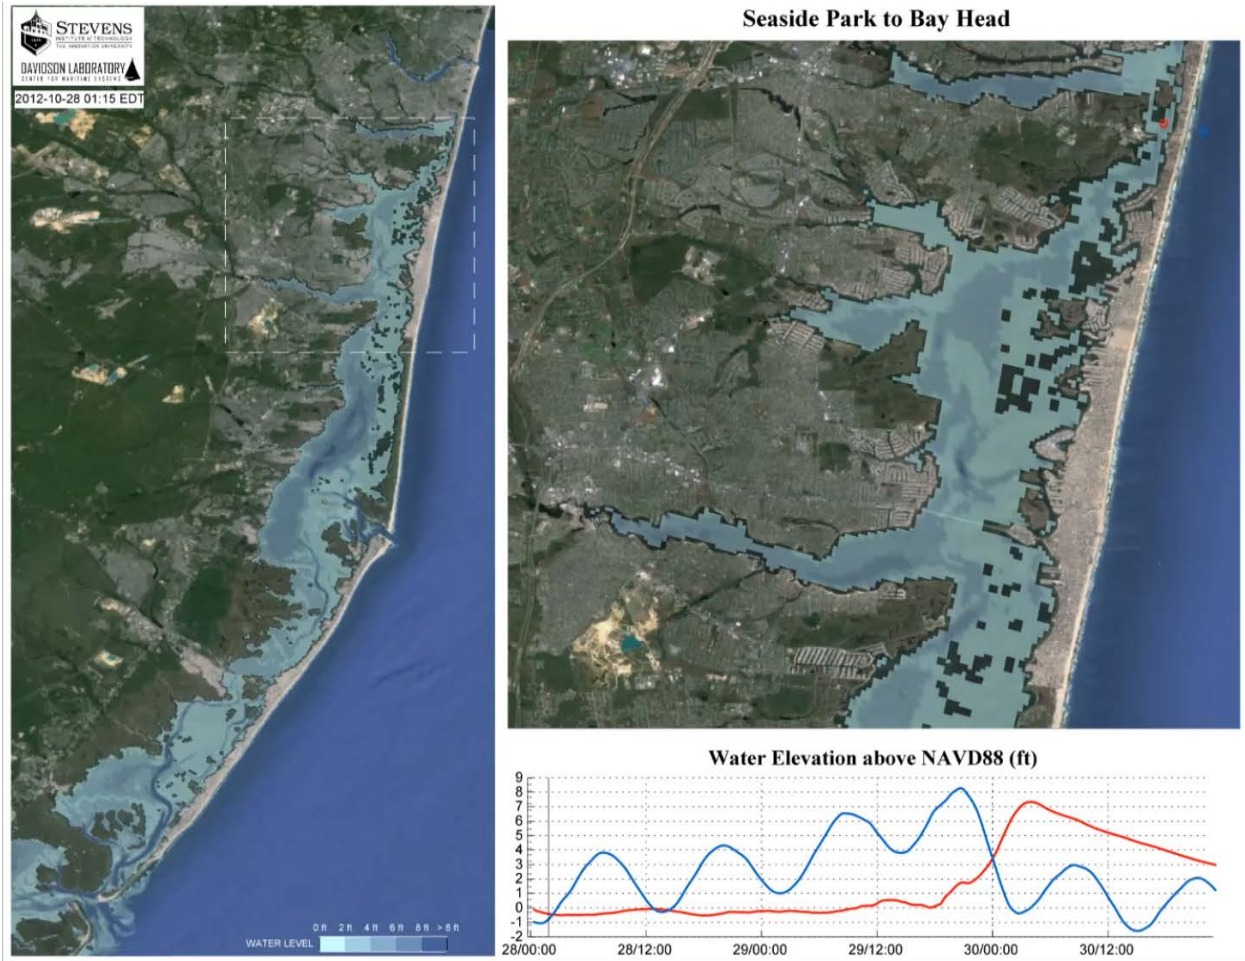 STEVENS
INSTITUTE of TECHNOLOGY
THE INNOVATION UNIVERSITY
DAVIDSON LABORATORY
CENTER FOR MARITIME SYSTEMS
2012-10-28 01:15 EDT
WATER LEVEL
0 ft 2 ft 4 ft 6 ft 8 ft > 8 ft
Seaside Park to Bay Head
Water Elevation above NAVD88 (ft)
9
8
7
6
5
4
3
2
1
0
-1
-2
28/00:00 28/12:00 29/00:00 29/12:00 30/00:00 30/12:00